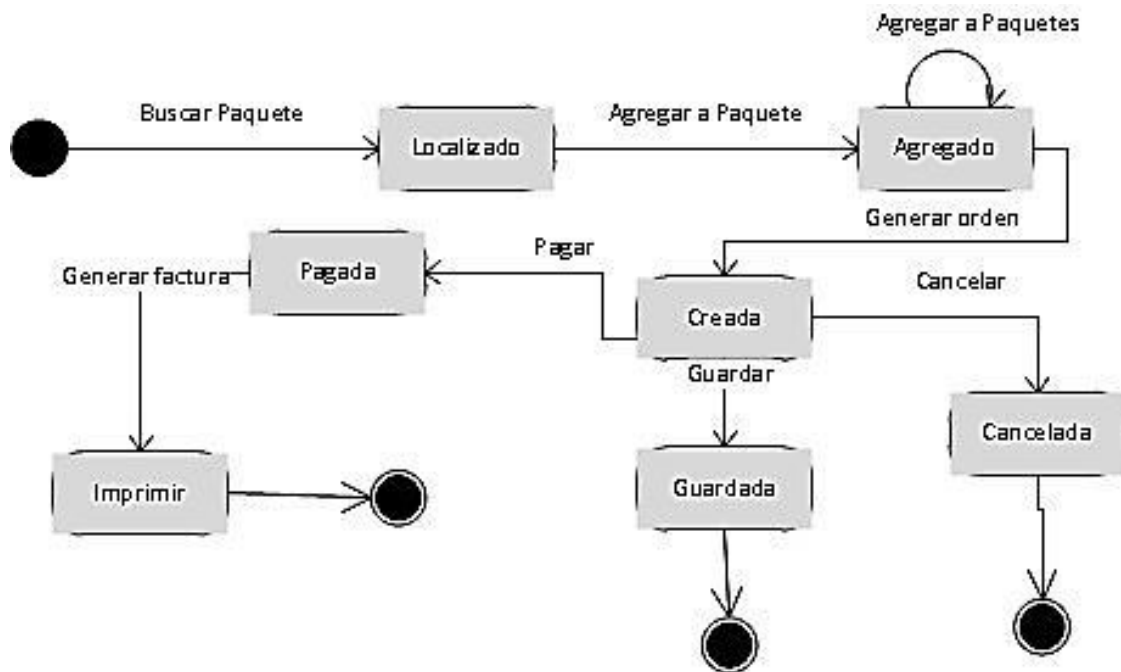 Agregar a Paquetes
Buscar Paquete
Agregar a Paquete
Localizado
Agregado
Generar orden
Pagar
Generar factura
Pagada
Cancelar
Creada
Guardar
Cancelada
Imprimir
Guardada